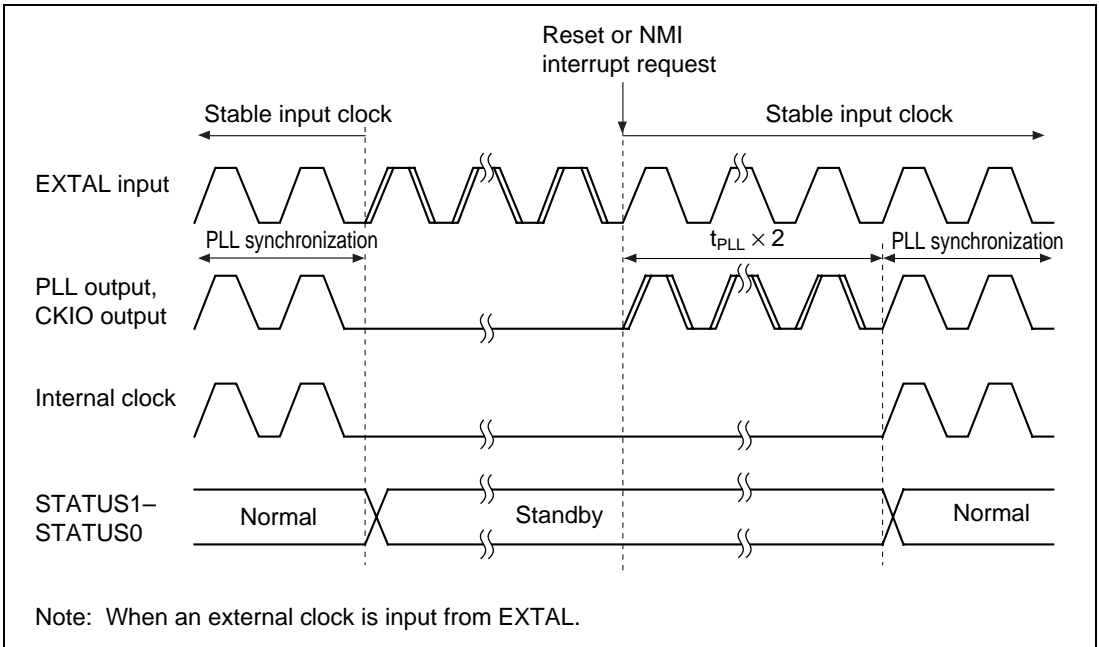 Reset or NMI
interrupt request
Stable input clock
Stable input clock
EXTAL input
PLL synchronization
tPLL × 2
PLL synchronization
PLL output,
CKIO output
Internal clock
STATUS1–
STATUS0
Normal
Standby
Normal
Note: When an external clock is input from EXTAL.